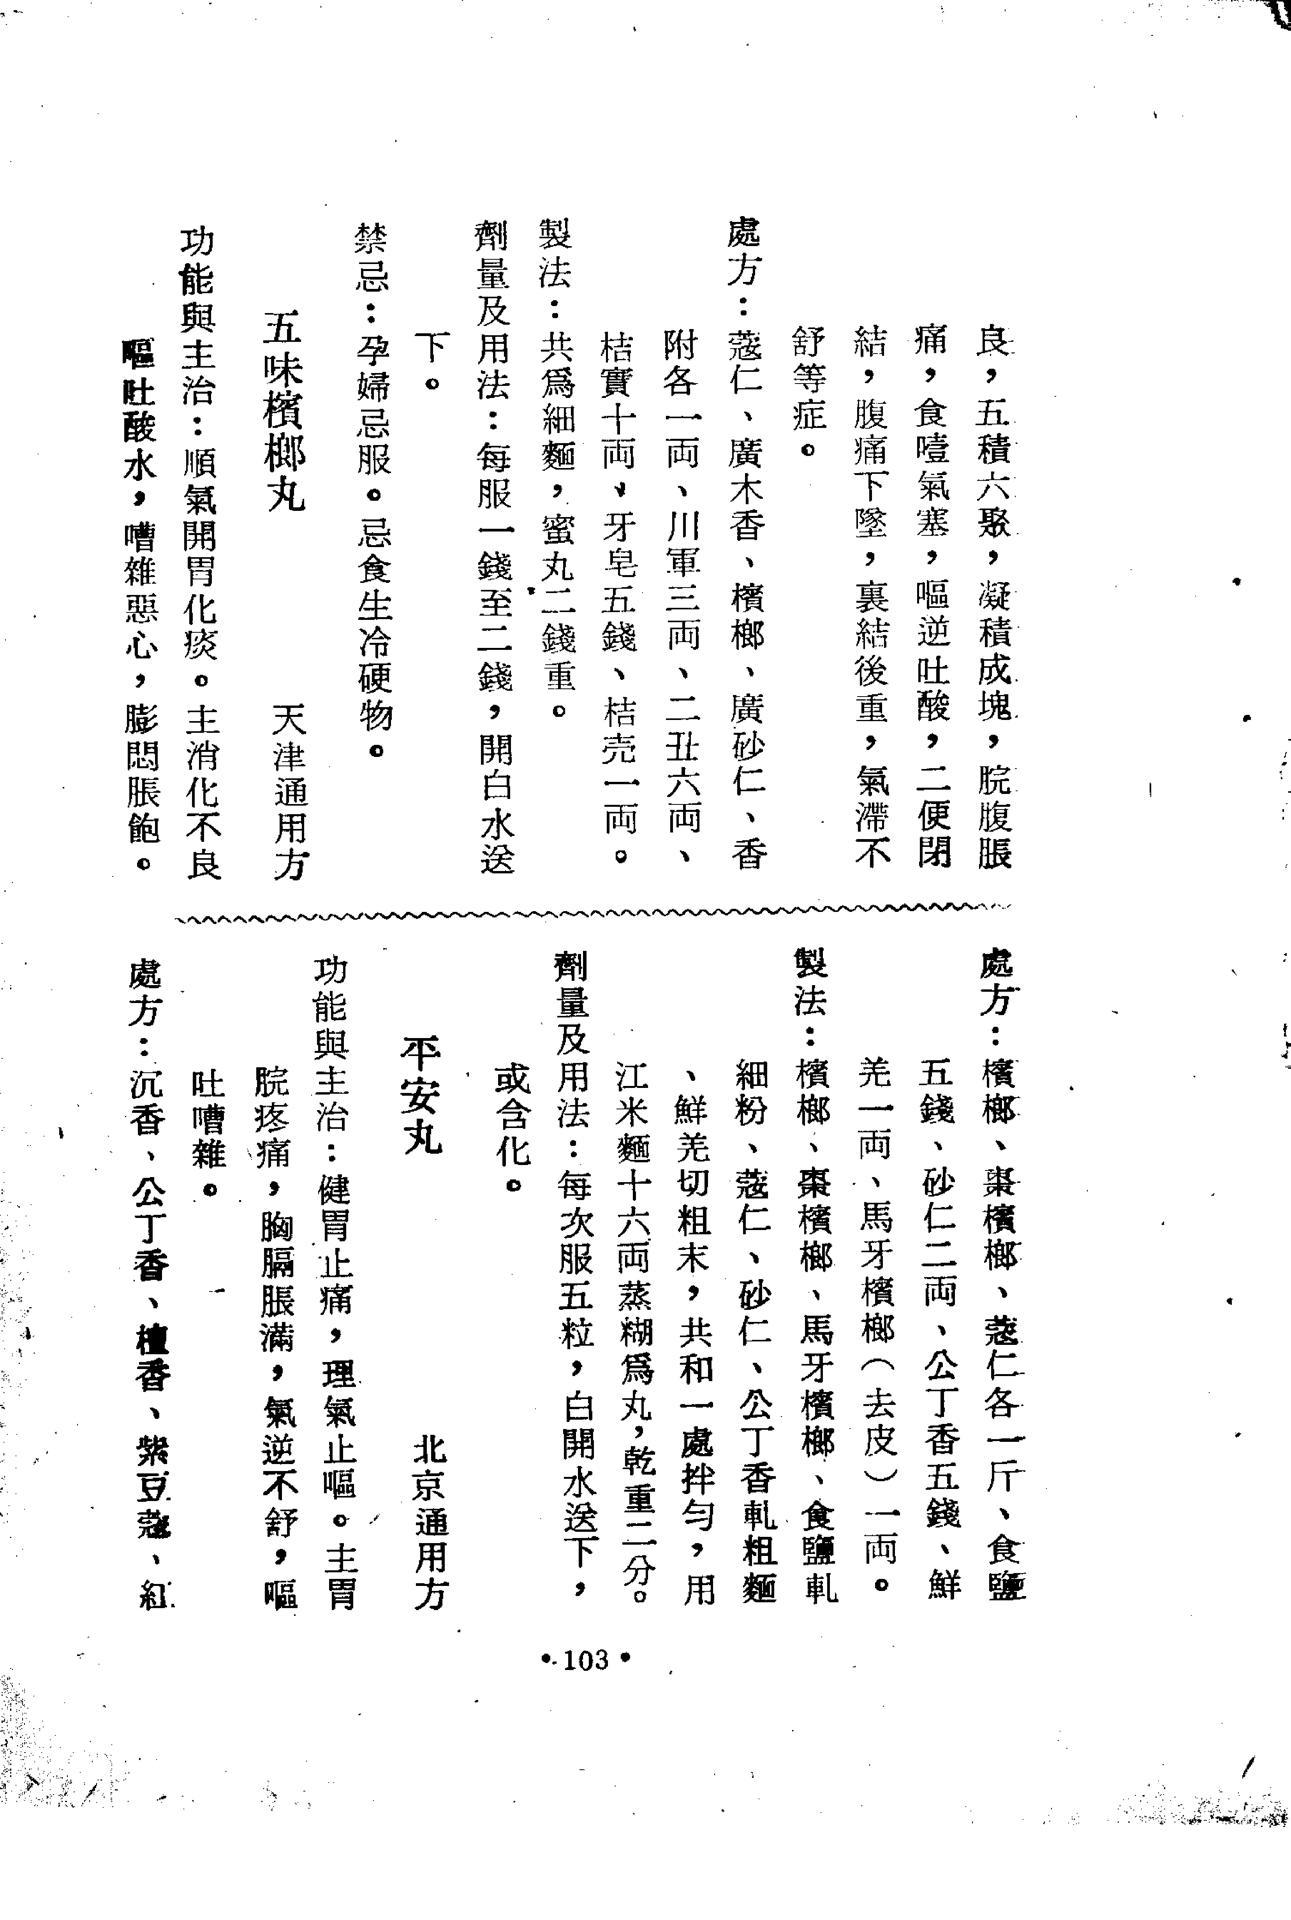 良，五積六聚，凝積成塊，脘腹脹
痛，食噎氣塞，嘔逆吐酸，二便閉
結，腹痛下墜，裏結後重，氣滯不
舒等症。
處方：蔻仁、廣木香、檳榔、廣砂仁、香
附各一両、川軍三両、二丑六両、
桔實十両、牙皂五錢、桔壳一両。
製法：共爲細麵，蜜丸二錢重。
劑量及用法：每服一錢至二錢，開白水送
下。
禁忌：孕婦忌服。忌食生冷硬物。
五味檳榔丸 天津通用方
功能與主治：順氣開胃化痰。主消化不良
嘔吐酸水，嘈雜惡心，膨悶脹飽。
處方：檳榔、棗檳榔、蔻仁各一斤、食鹽
五錢、砂仁二両、公丁香五錢、鮮
羌一両、馬牙檳榔（去皮）一両。
製法：檳榔、棗檳榔、馬牙檳榔、食鹽軋
細粉、蔻仁、砂仁、公丁香軋粗麵
、鮮羌切粗末，共和一處拌匀，用
江米麵十六両蒸糊爲丸，乾重二分。
劑量及用法：每次服五粒，白開水送下，
或含化。
平安丸 北京通用方
功能與主治：健胃止痛，理氣止嘔。主胃
脘疼痛，胸膈脹滿，氣逆不舒，嘔
吐嘈雜。
處方：沉香、公丁香、檀香、紫豆蔻、紅
•103•